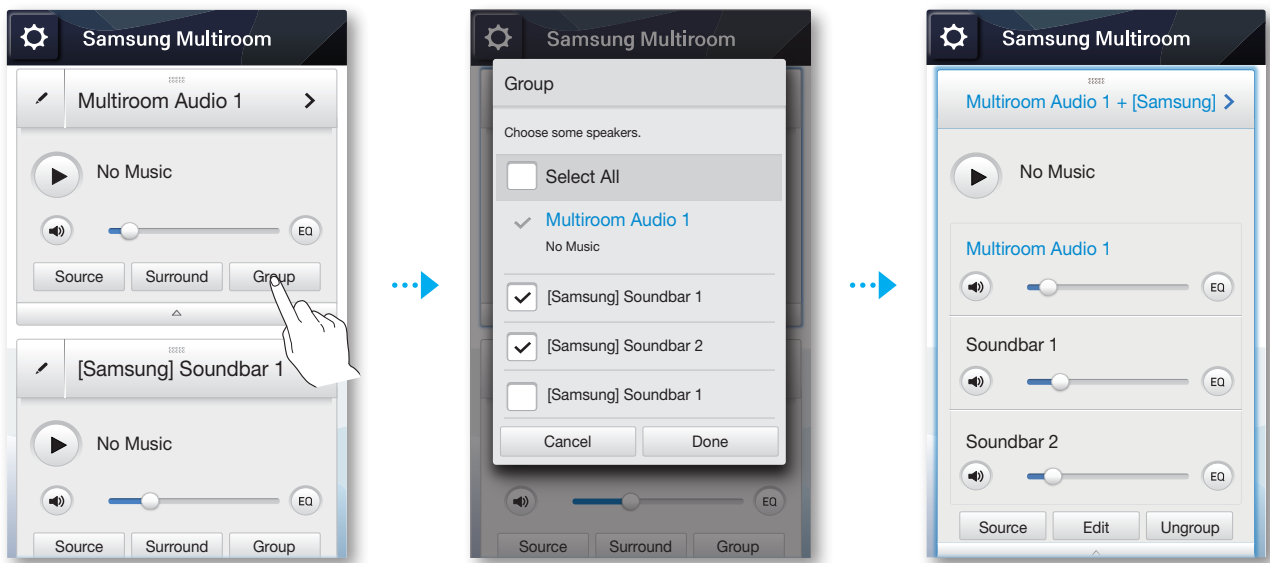 Samsung Multiroom
Multiroom Audio 1
No Music
EQ
Source Surround Group
[Samsung] Soundbar 1
No Music
EQ
Source Surround Group
Samsung Multiroom
Group
Choose some speakers.
Select All
Multiroom Audio 1
No Music
[Samsung] Soundbar 1
[Samsung] Soundbar 2
[Samsung] Soundbar 1
Cancel Done
EQ
Source Surround Group
Samsung Multiroom
Multiroom Audio 1 + [Samsung]
No Music
Multiroom Audio 1
EQ
Soundbar 1
EQ
Soundbar 2
EQ
Source Edit Ungroup